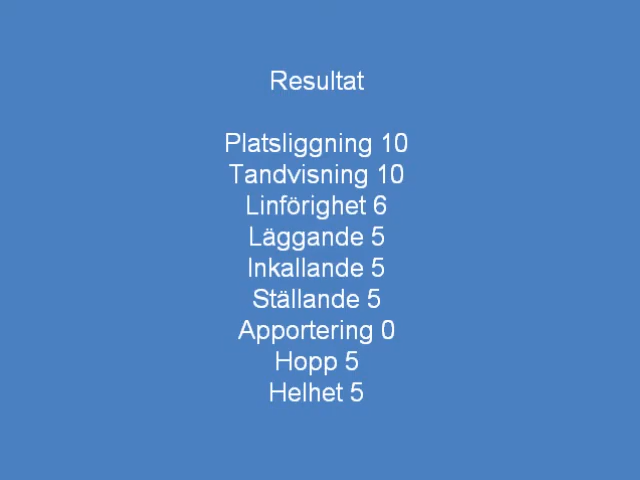 Resultat
Platsliggning 10
Tandvisning 10
Linförighet 6
Läggande 5
Inkallande 5
Ställande 5
Apportering 0
Hopp 5
Helhet 5